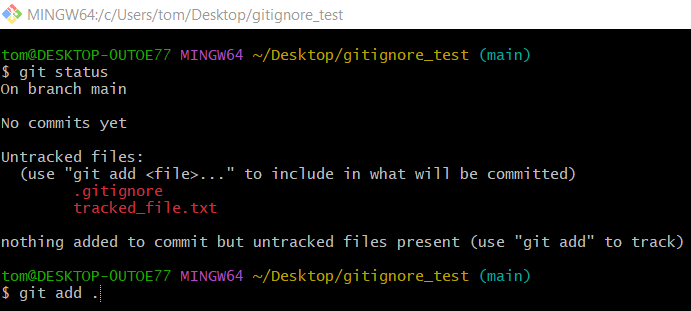 MINGW64:/c/Users/tom/Desktop/gitignore_test
tom@DESKTOP-OUTOE77 MINGW64 ~/Desktop/gitignore_test (main)
$ git status
On branch main
No commits yet
Untracked files:
(use "git add <file>..." to include in what will be committed)
.gitignore
tracked_file.txt
nothing added to commit but untracked files present (use "git add" to track)
tom@DESKTOP-OUTOE77 MINGW64 ~/Desktop/gitignore_test (main)
$ git add .